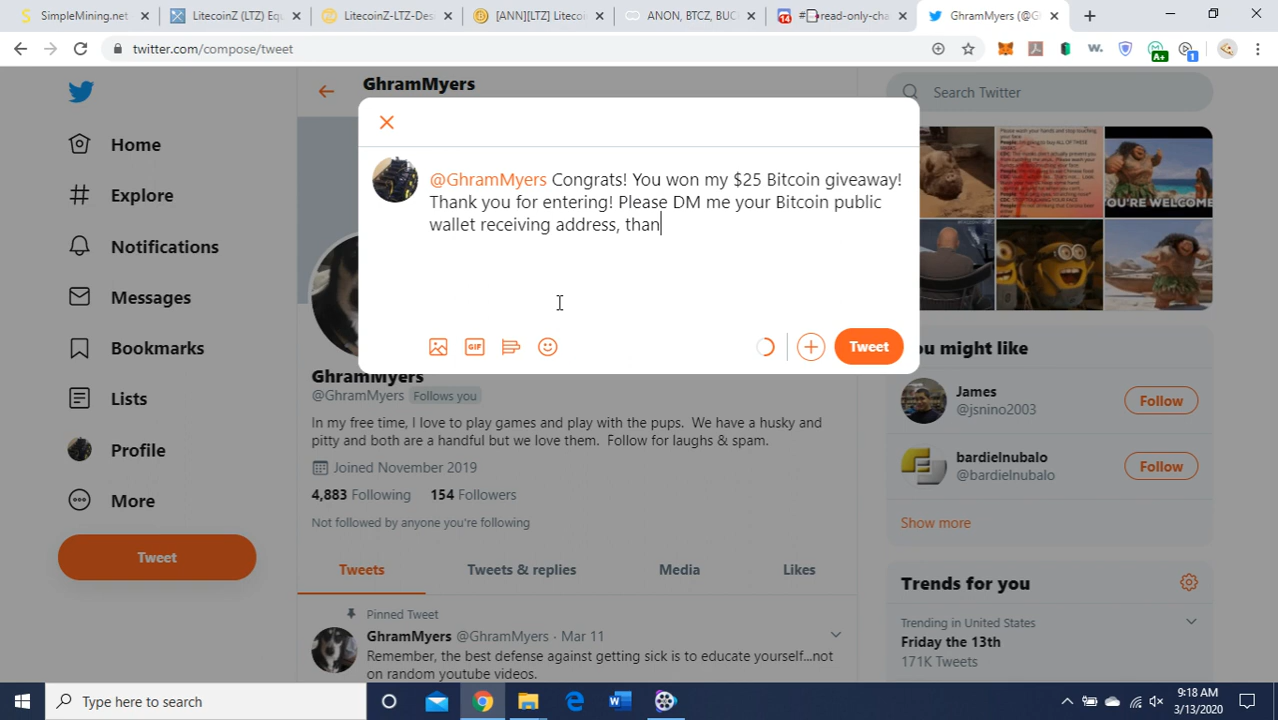 SimpleMining.net
LitecoinZ (LTZ) Equ
LitecoinZ-LTZ-Des
[ANN][LTZ] Litecoi
ANON, BTCZ, BUC
read-only-cha
GhramMyers (@G
twitter.com/compose/tweet
GhramMyers
Search Twitter
Home
Explore
Notifications
Messages
Bookmarks
Lists
Profile
More
Tweet
@GhramMyers Congrats! You won my $25 Bitcoin giveaway!
Thank you for entering! Please DM me your Bitcoin public
wallet receiving address, than
GIF
Tweet
GhramMyers
@GhramMyers Follows you
In my free time, I love to play games and play with the pups. We have a husky and
pitty and both are a handful but we love them. Follow for laughs & spam.
Joined November 2019
4,883 Following 154 Followers
Not followed by anyone you're following
Tweets Tweets & replies Media Likes
Pinned Tweet
GhramMyers @GhramMyers · Mar 11
Remember, the best defense against getting sick is to educate yourself...not
on random youtube videos.
YOU'RE WELCOME
ou might like
James
@jsnino2003
Follow
bardielnubalo
@bardielnubalo
Follow
Show more
Trends for you
Trending in United States
Friday the 13th
171K Tweets
Type here to search
9:18 AM
3/13/2020